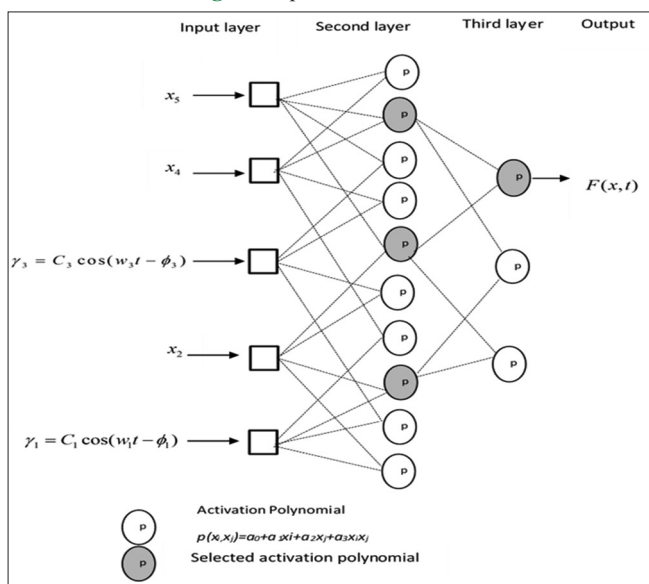 Input layer Second layer Third layer Output
x₅
x₄
γ₃ = C₃ cos(w₃t − ϕ₃)
x₂
γ₁ = C₁ cos(w₁t − ϕ₁)
p
p
p
p
p
p
p
p
p
p
p
p
p
F(x,t)
p
Activation Polynomial
p(xᵢ,xⱼ)=a₀+a₁xi+a₂xⱼ+a₃xᵢxⱼ
p
Selected activation polynomial